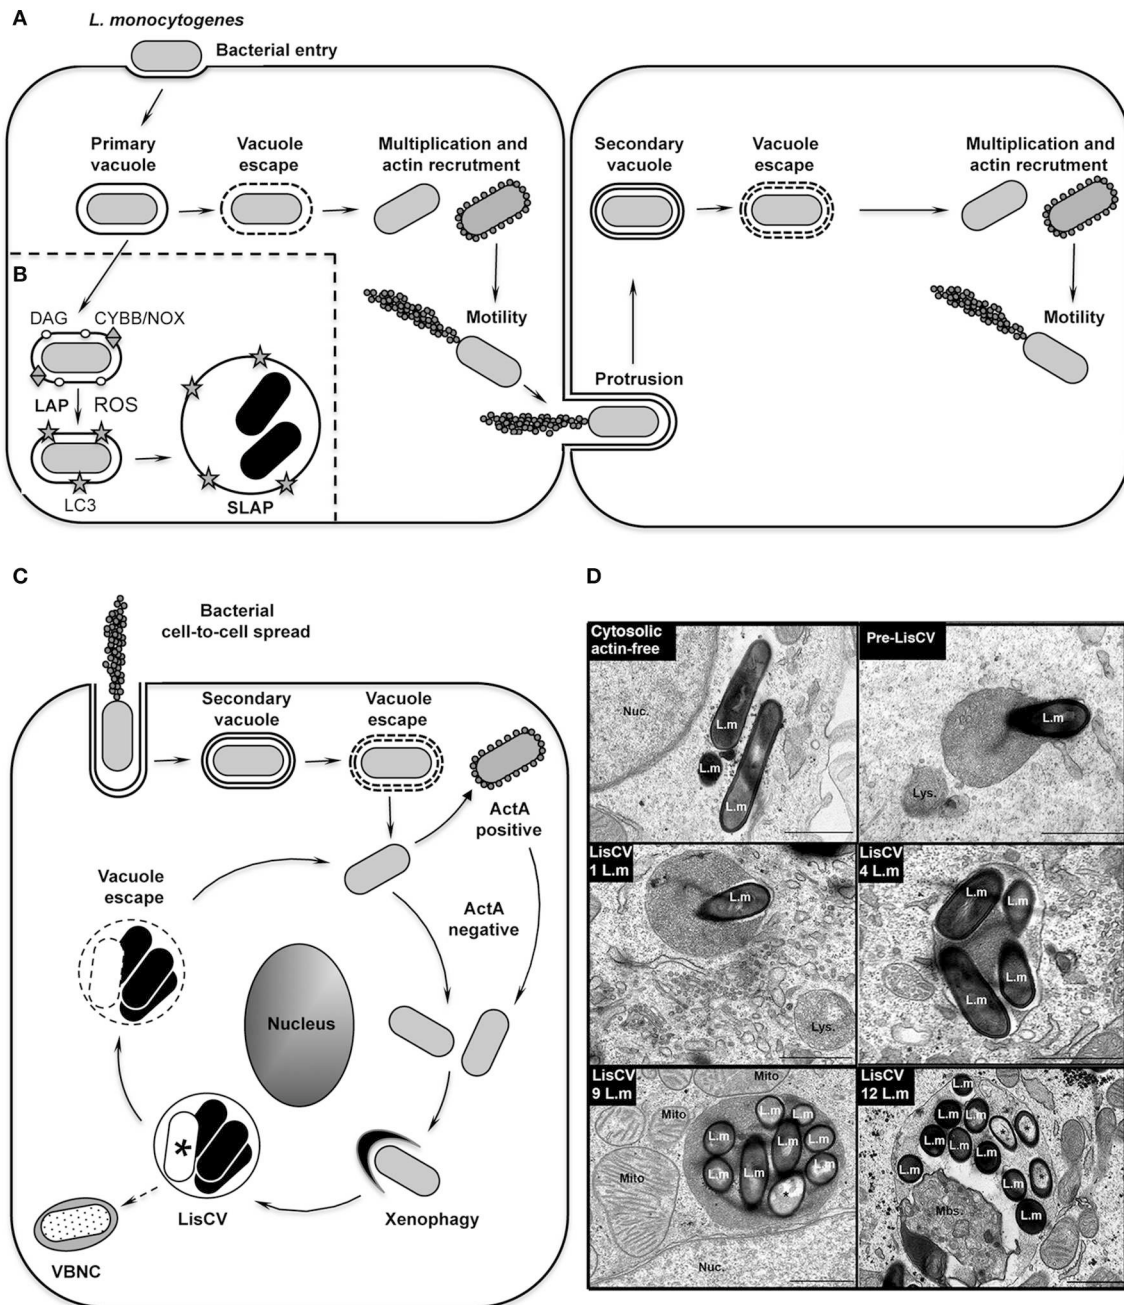 A
L. monocytogenes
Bacterial entry
Primary
vacuole
Vacuole
escape
Multiplication and
actin recrutment
Secondary
vacuole
Vacuole
escape
Multiplication and
actin recrutment
B
DAG
CYBB/NOX
LAP
ROS
LC3
SLAP
Motility
Protrusion
Motility
C
Bacterial
cell-to-cell spread
Secondary
vacuole
Vacuole
escape
ActA
positive
Vacuole
escape
ActA
negative
Nucleus
*
LisCV
Xenophagy
VBNC
D
Cytosolic
actin-free
Nuc.
L.m
L.m
L.m
Pre-LisCV
L.m
Lys.
LisCV
1 L.m
L.m
Lys.
LisCV
4 L.m
L.m
L.m
L.m
L.m
LisCV
9 L.m
Mito
Mito
Mito
L.m
L.m
L.m
L.m
L.m
L.m
L.m
L.m
*
Nuc.
LisCV
12 L.m
L.m
L.m
L.m
L.m
L.m
L.m
L.m
L.m
L.m
*
*
*
Mbs.